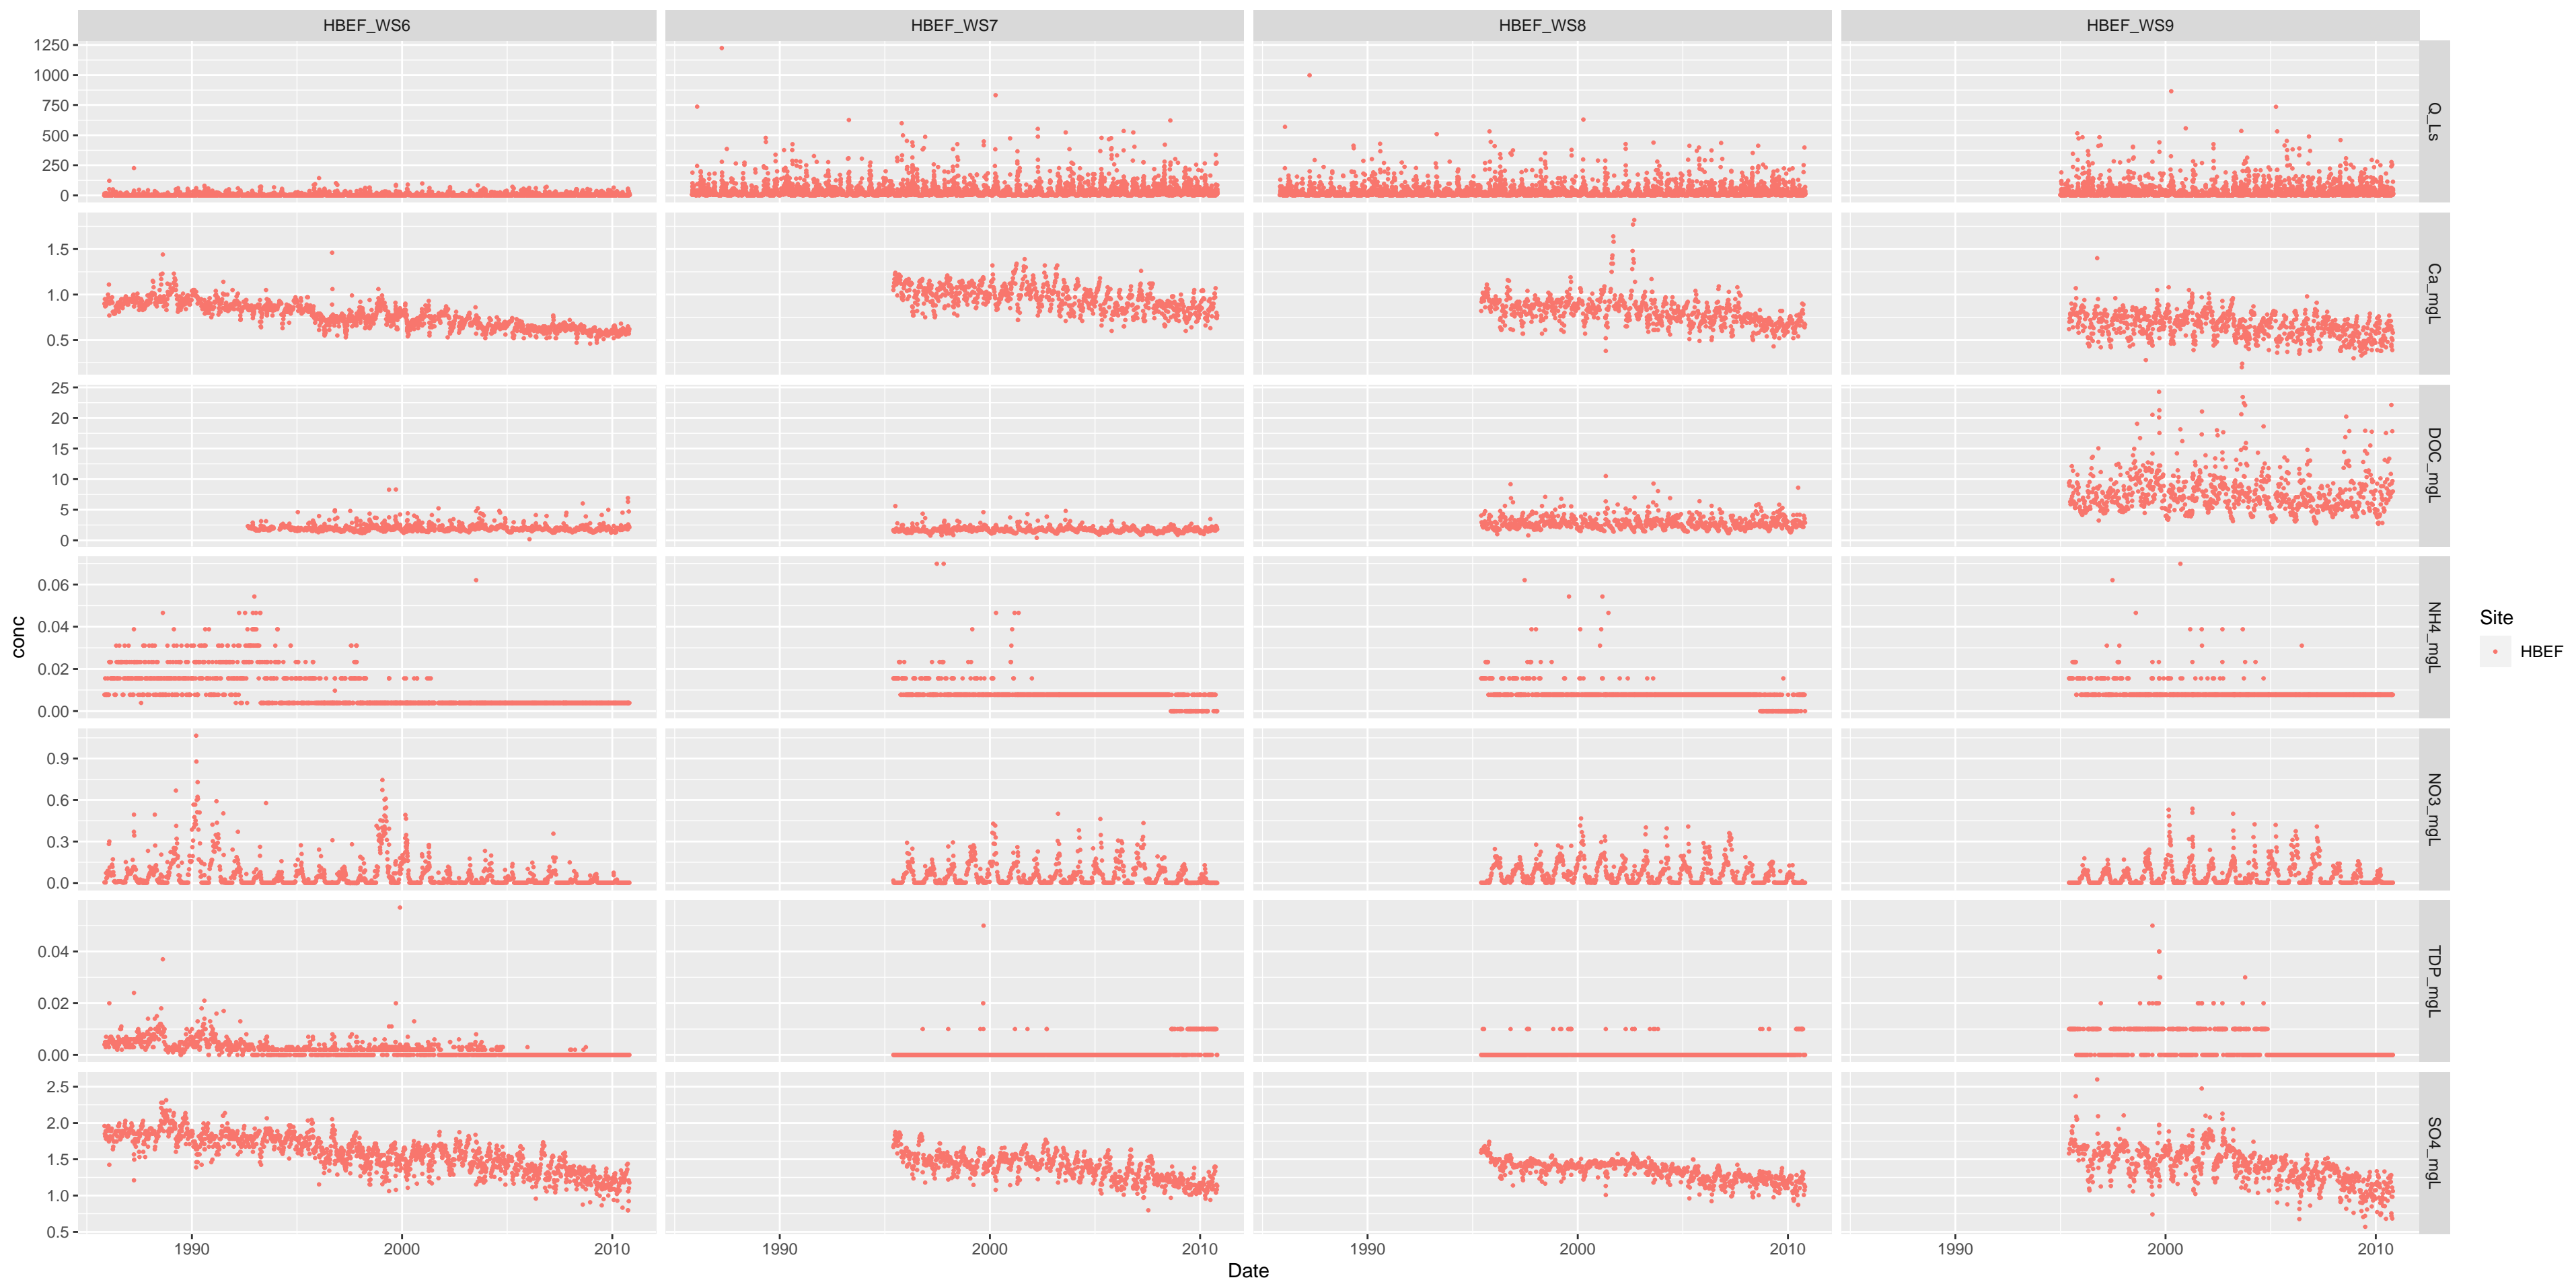 HBEF_WS6 HBEF_WS7 HBEF_WS8 HBEF_WS9
1250
1000
750
500
250
0
Q_Ls
1.5
1.0
0.5
Ca_mgL
25
20
15
10
5
0
DOC_mgL
0.06
0.04
0.02
0.00
NH4_mgL
conc
0.9
0.6
0.3
0.0
NO3_mgL
0.04
0.02
0.00
TDP_mgL
2.5
2.0
1.5
1.0
0.5
SO4_mgL
1990 2000 2010 1990 2000 2010 1990 2000 2010 1990 2000 2010
Date
Site
HBEF